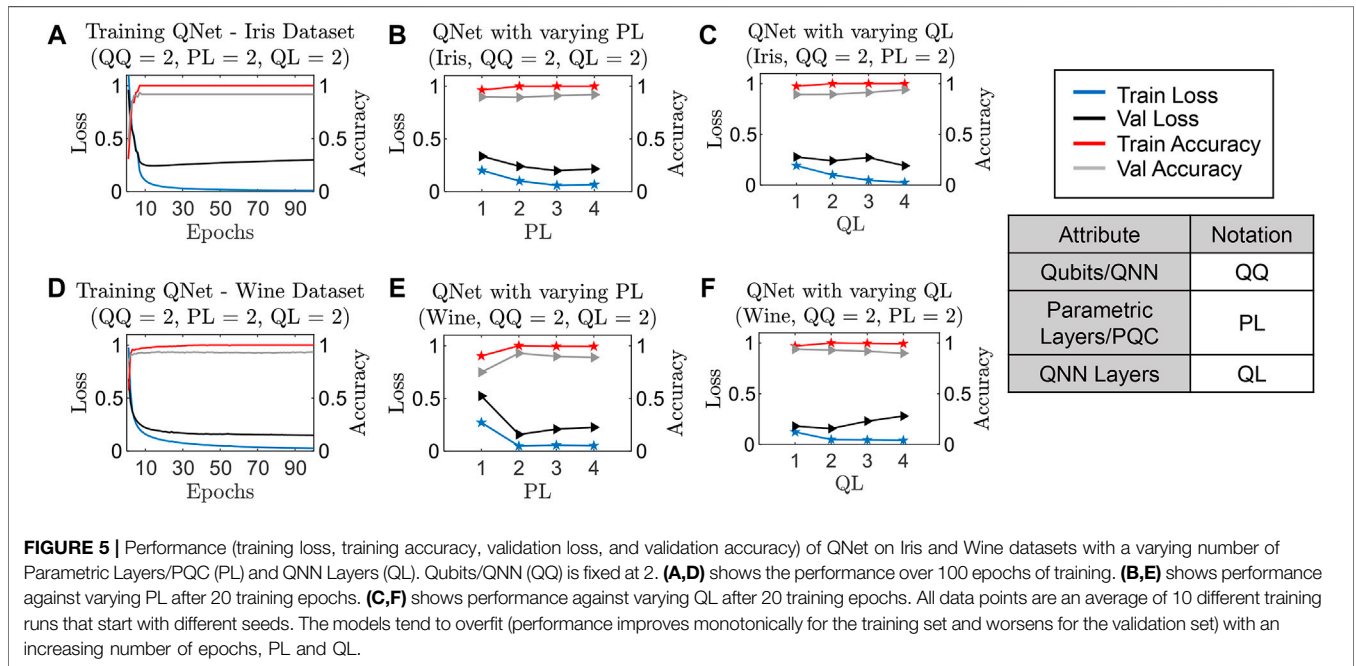 A
Training QNet - Iris Dataset
(QQ = 2, PL = 2, QL = 2)
1
0.5
0
Loss
1
0.5
0
Accuracy
10 30 50 70 90
Epochs
B
QNet with varying PL
(Iris, QQ = 2, QL = 2)
1
0.5
0
Loss
1
0.5
0
Accuracy
1 2 3 4
PL
C
QNet with varying QL
(Iris, QQ = 2, PL = 2)
1
0.5
0
Loss
1
0.5
0
Accuracy
1 2 3 4
QL
Train Loss
Val Loss
Train Accuracy
Val Accuracy
D
Training QNet - Wine Dataset
(QQ = 2, PL = 2, QL = 2)
1
0.5
0
Loss
1
0.5
0
Accuracy
10 30 50 70 90
Epochs
E
QNet with varying PL
(Wine, QQ = 2, QL = 2)
1
0.5
0
Loss
1
0.5
0
Accuracy
1 2 3 4
PL
F
QNet with varying QL
(Wine, QQ = 2, PL = 2)
1
0.5
0
Loss
1
0.5
0
Accuracy
1 2 3 4
QL
Attribute Notation
Qubits/QNN QQ
Parametric
Layers/PQC PL
QNN Layers QL
FIGURE 5 | Performance (training loss, training accuracy, validation loss, and validation accuracy) of QNet on Iris and Wine datasets with a varying number of
Parametric Layers/PQC (PL) and QNN Layers (QL). Qubits/QNN (QQ) is fixed at 2. (A,D) shows the performance over 100 epochs of training. (B,E) shows performance
against varying PL after 20 training epochs. (C,F) shows performance against varying QL after 20 training epochs. All data points are an average of 10 different training
runs that start with different seeds. The models tend to overfit (performance improves monotonically for the training set and worsens for the validation set) with an
increasing number of epochs, PL and QL.